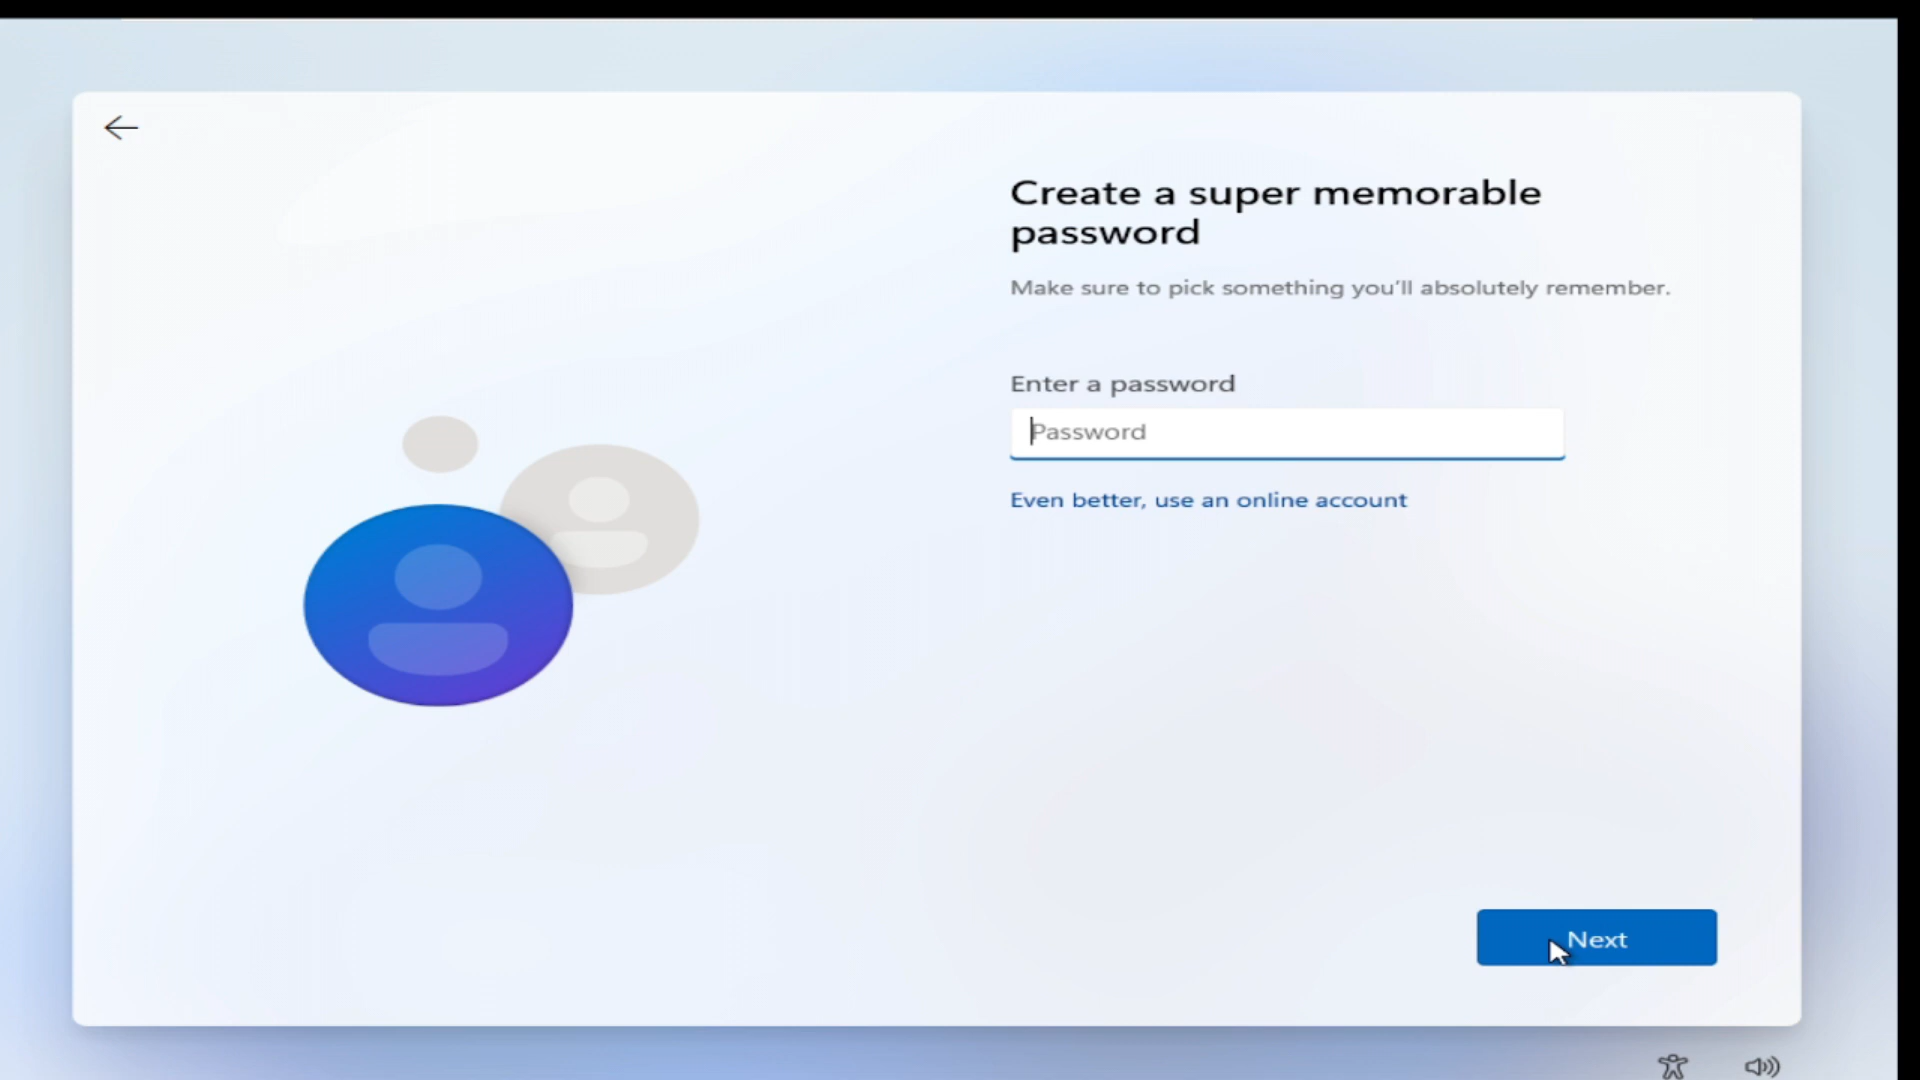 Create a super memorable
password
Make sure to pick something you'll absolutely remember.
Enter a password
Password
Even better, use an online account
Next